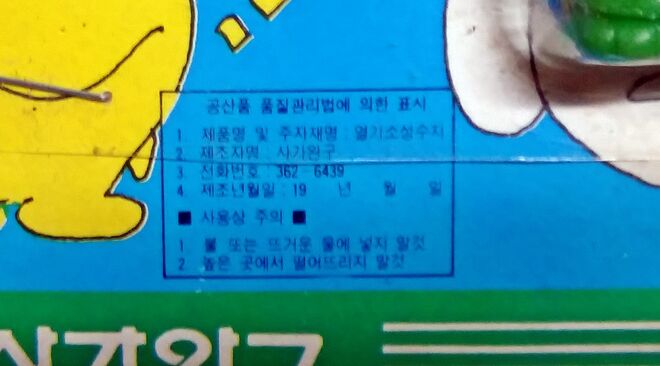 공산품 품질관리법에 의한 표시
1. 제품명 및 주자재명 : 열기소성수지
2. 제조자명 : 사가완구
3. 전화번호 : 362-6439
4. 제조년월일 : 19 년 월 일
■ 사용상 주의 ■
1. 불 또는 뜨거운 물에 넣지 말것
2. 높은 곳에서 떨어뜨리지 말것